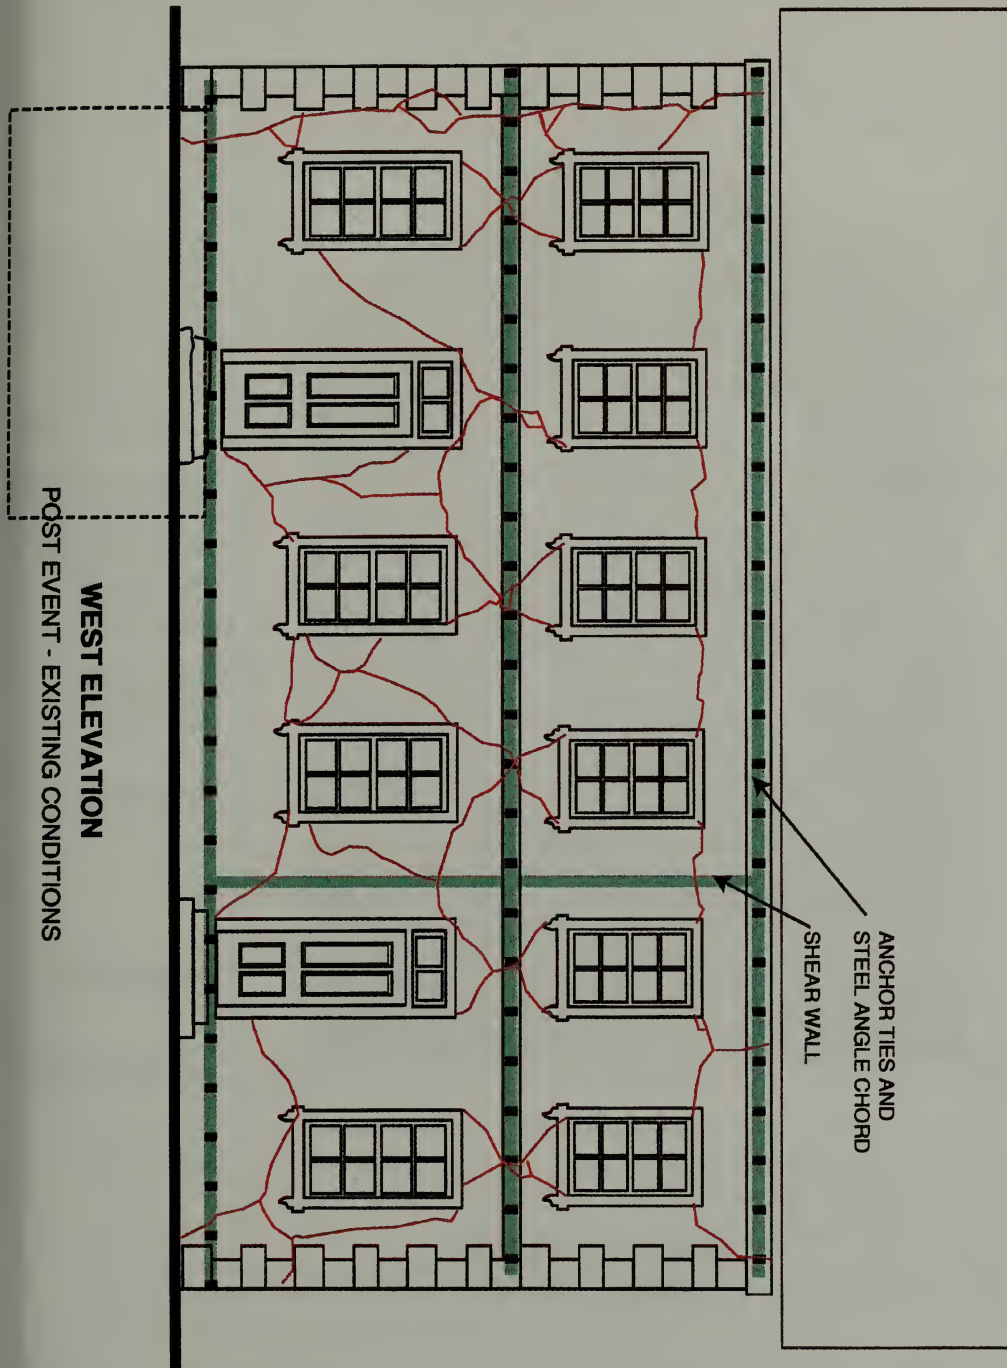 ANCHOR TIES AND
STEEL ANGLE CHORD
SHEAR WALL
WEST ELEVATION
POST EVENT - EXISTING CONDITIONS